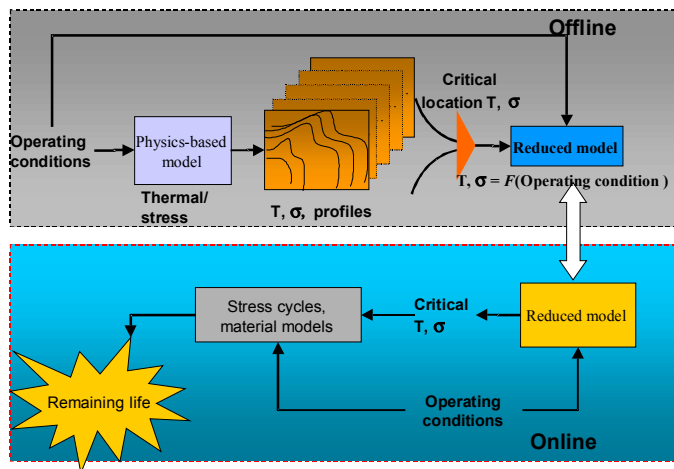 Offline
Critical
location T, σ
Operating
conditions
Physics-based
model
Reduced model
Thermal/
stress
T, σ, profiles
T, σ = F(Operating condition )
Stress cycles,
material models
Critical
T, σ
Reduced model
Remaining life
Operating
conditions
Online